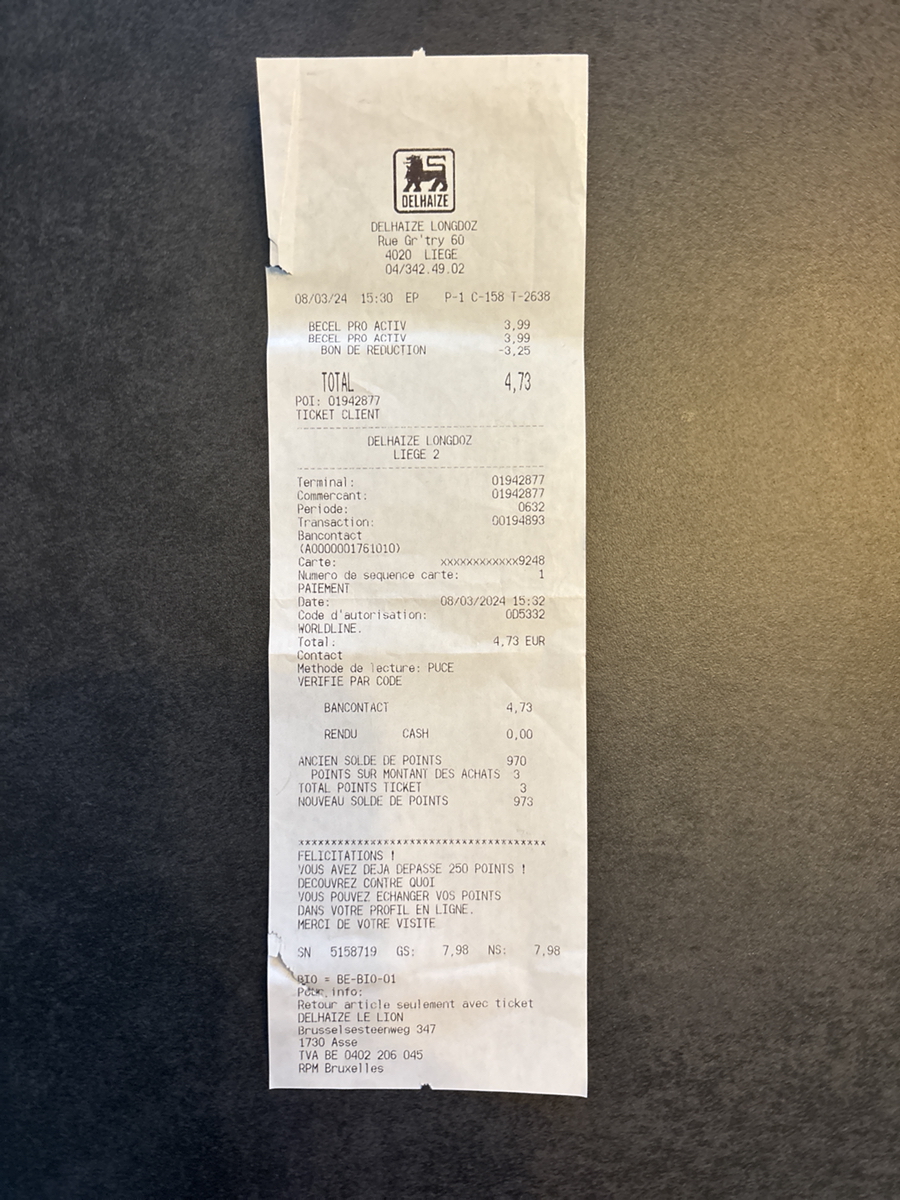 DELHAIZE
DELHAIZE LONGDOZ
Rue Gr'try 60
4020 LIEGE
04/342.49.02
08/03/24 15:30 EP P-1 C-158 T-2638
BECEL PRO ACTIV 3,99
BECEL PRO ACTIV 3,99
BON DE REDUCTION -3,25
TOTAL 4,73
POI: 01942877
TICKET CLIENT
DELHAIZE LONGDOZ
LIEGE 2
Terminal: 01942877
Commercant: 01942877
Periode: 0632
Transaction: 00194893
Bancontact
(A0000001761010)
Carte: xxxxxxxxxxxx9248
Numero de sequence carte: 1
PAIEMENT
Date: 08/03/2024 15:32
Code d'autorisation: 0D5332
WORLDLINE.
Total: 4,73 EUR
Contact
Methode de lecture: PUCE
VERIFIE PAR CODE
BANCONTACT 4,73
RENDU CASH 0,00
ANCIEN SOLDE DE POINTS 970
POINTS SUR MONTANT DES ACHATS 3
TOTAL POINTS TICKET 3
NOUVEAU SOLDE DE POINTS 973
xxxxxxxxxxxxxxxxxxxxxxxxxxxxxxxxxxxxxx
FELICITATIONS !
VOUS AVEZ DEJA DEPASSE 250 POINTS !
DECOUVREZ CONTRE QUOI
VOUS POUVEZ ECHANGER VOS POINTS
DANS VOTRE PROFIL EN LIGNE.
MERCI DE VOTRE VISITE
SN 5158719 GS: 7,98 NS: 7,98
BIO = BE-BIO-01
Pour info:
Retour article seulement avec ticket
DELHAIZE LE LION
Brusselsesteenweg 347
1730 Asse
TVA BE 0402 206 045
RPM Bruxelles